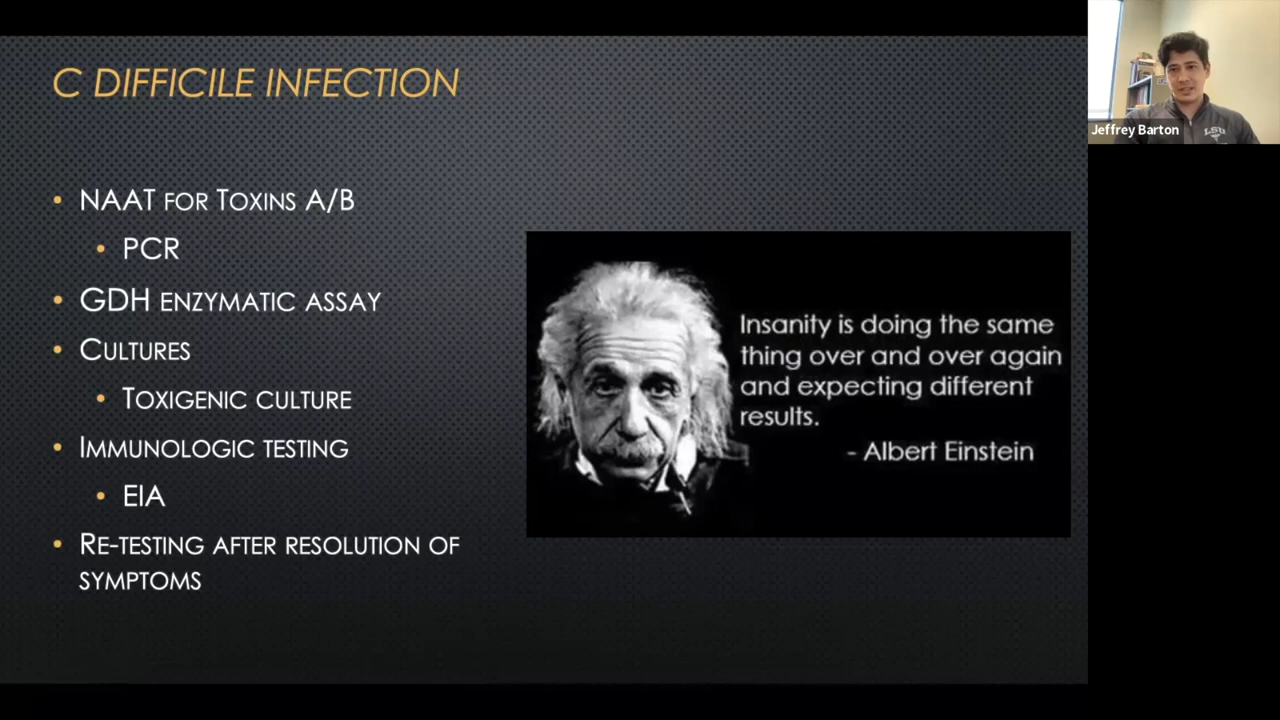 C DIFFICILE INFECTION
• NAAT FOR TOXINS A/B
• PCR
• GDH ENZYMATIC ASSAY
• CULTURES
• TOXIGENIC CULTURE
• IMMUNOLOGIC TESTING
• EIA
• RE-TESTING AFTER RESOLUTION OF
SYMPTOMS
Insanity is doing the same
thing over and over again
and expecting different
results.
- Albert Einstein
Jeffrey Barton
LSU